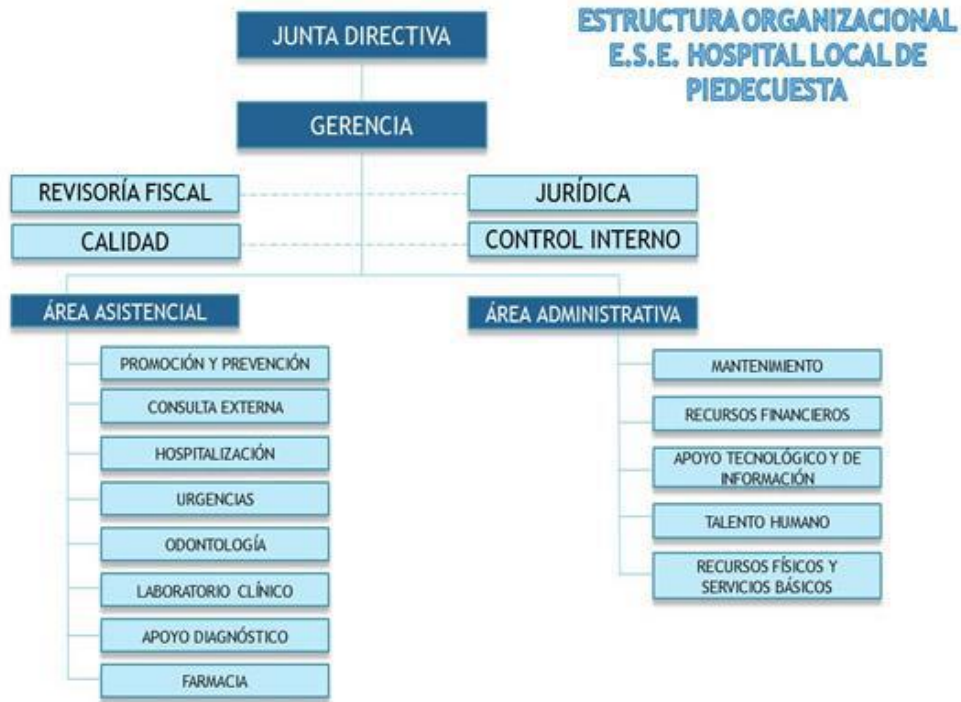 ESTRUCTURA ORGANIZACIONAL
E.S.E. HOSPITAL LOCAL DE
PIEDECUESTA
JUNTA DIRECTIVA
GERENCIA
REVISORÍA FISCAL
JURÍDICA
CALIDAD
CONTROL INTERNO
ÁREA ASISTENCIAL
PROMOCIÓN Y PREVENCIÓN
CONSULTA EXTERNA
HOSPITALIZACIÓN
URGENCIAS
ODONTOLOGÍA
LABORATORIO CLÍNICO
APOYO DIAGNÓSTICO
FARMACIA
ÁREA ADMINISTRATIVA
MANTENIMIENTO
RECURSOS FINANCIEROS
APOYO TECNOLÓGICO Y DE
INFORMACIÓN
TALENTO HUMANO
RECURSOS FÍSICOS Y
SERVICIOS BÁSICOS